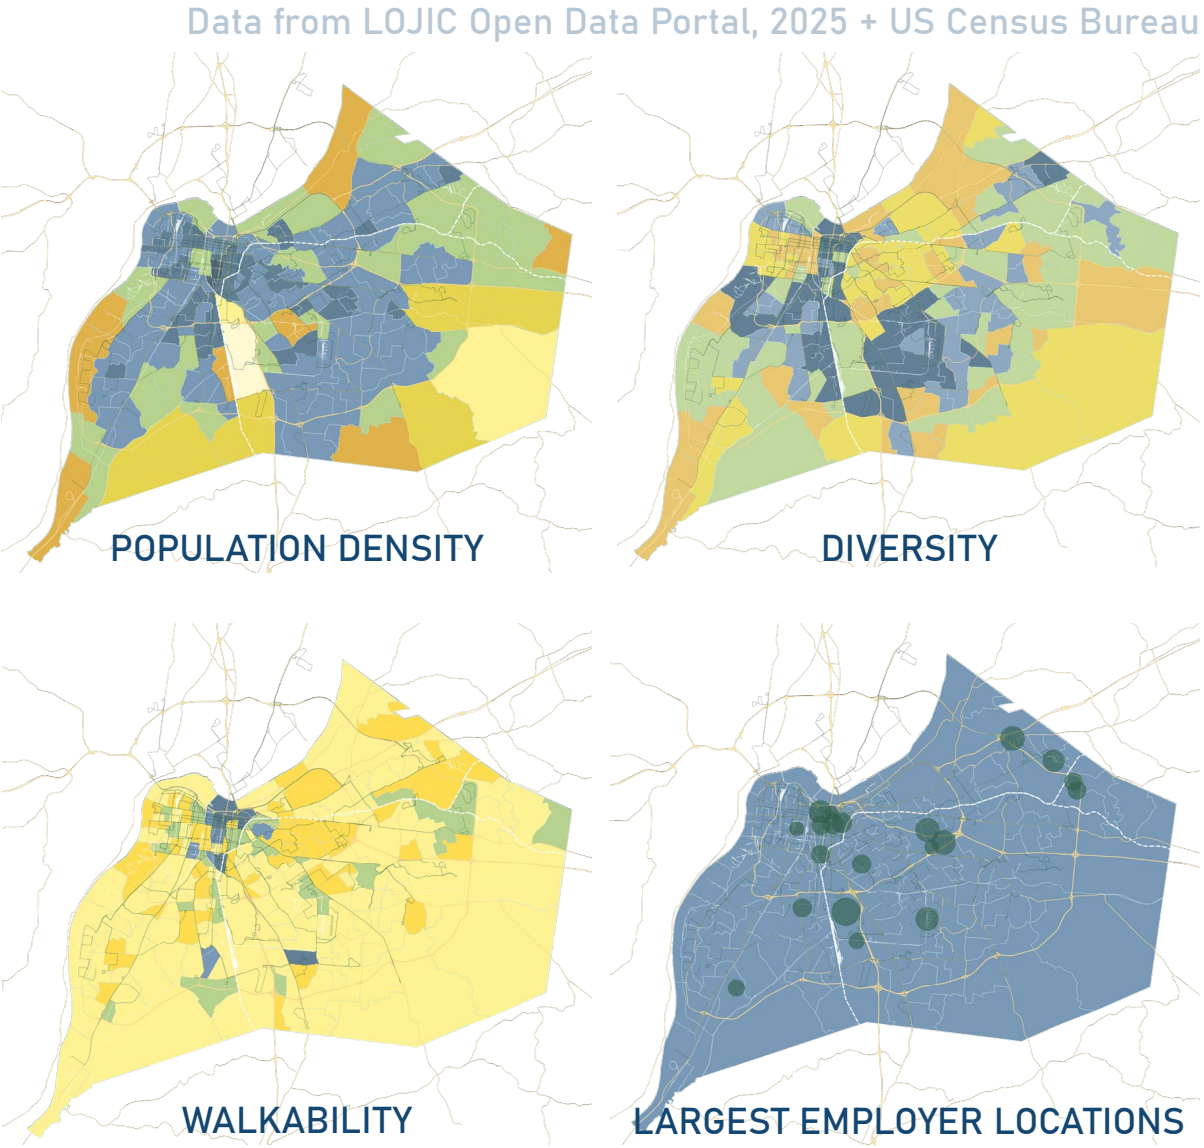 Data from LOJIC Open Data Portal, 2025 + US Census Bureau
POPULATION DENSITY
DIVERSITY
WALKABILITY
LARGEST EMPLOYER LOCATIONS